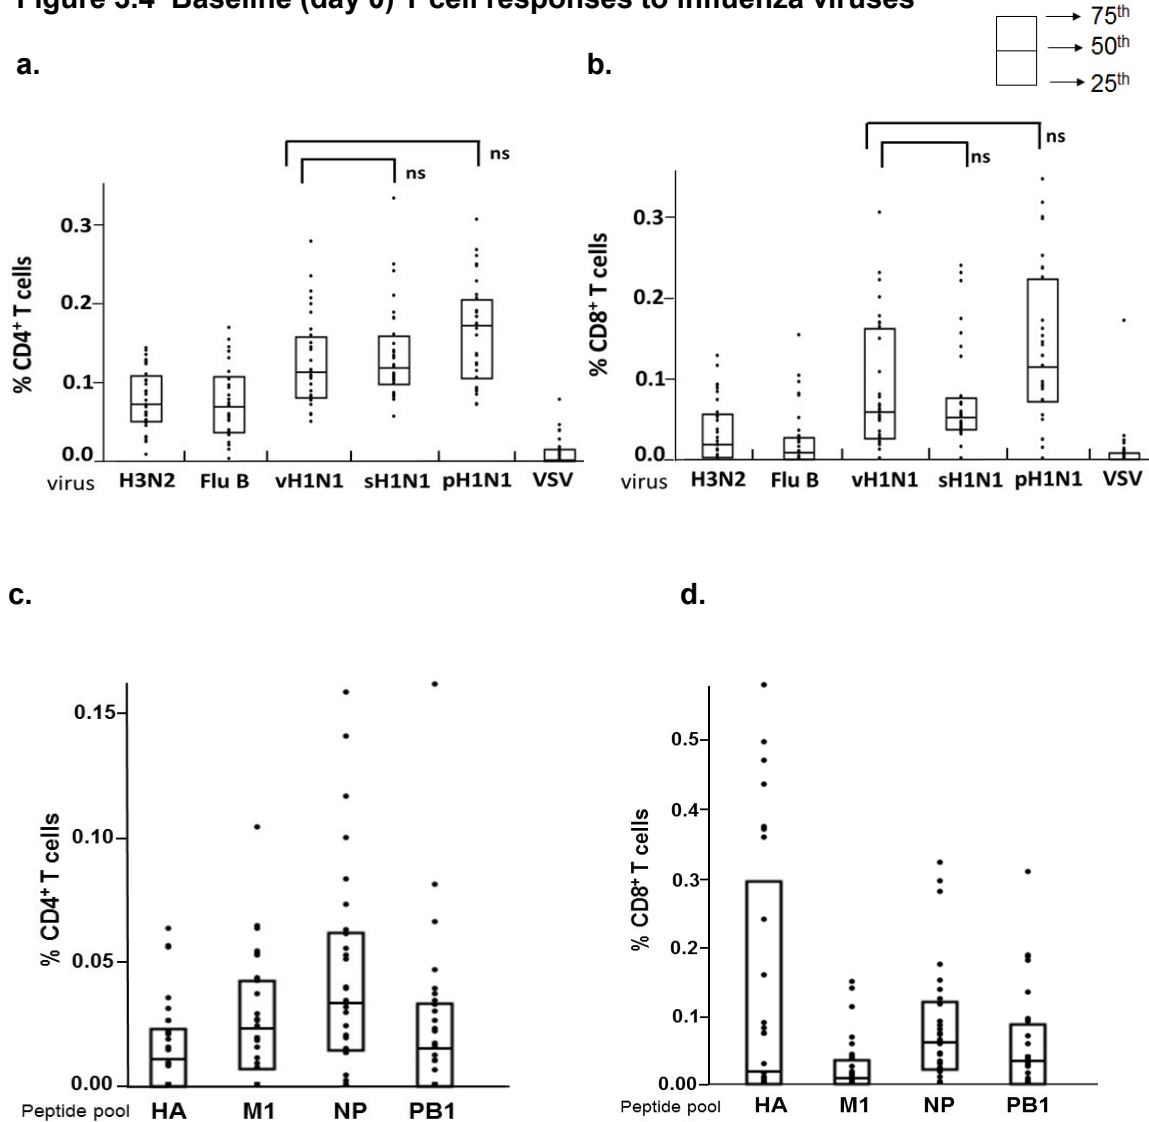 Figure 3.4 Baseline (day 0) T cell responses to influenza viruses
75th
50th
25th
a.
b.
ns
ns
0.3
0.2
0.1
0.0
% CD4+ T cells
virus H3N2 Flu B vH1N1 sH1N1 pH1N1 VSV
ns
ns
0.3
0.2
0.1
0.0
% CD8+ T cells
virus H3N2 Flu B vH1N1 sH1N1 pH1N1 VSV
c.
d.
0.15
0.10
0.05
0.00
% CD4+ T cells
Peptide pool HA M1 NP PB1
0.5
0.4
0.3
0.2
0.1
0.00
% CD8+ T cells
Peptide pool HA M1 NP PB1